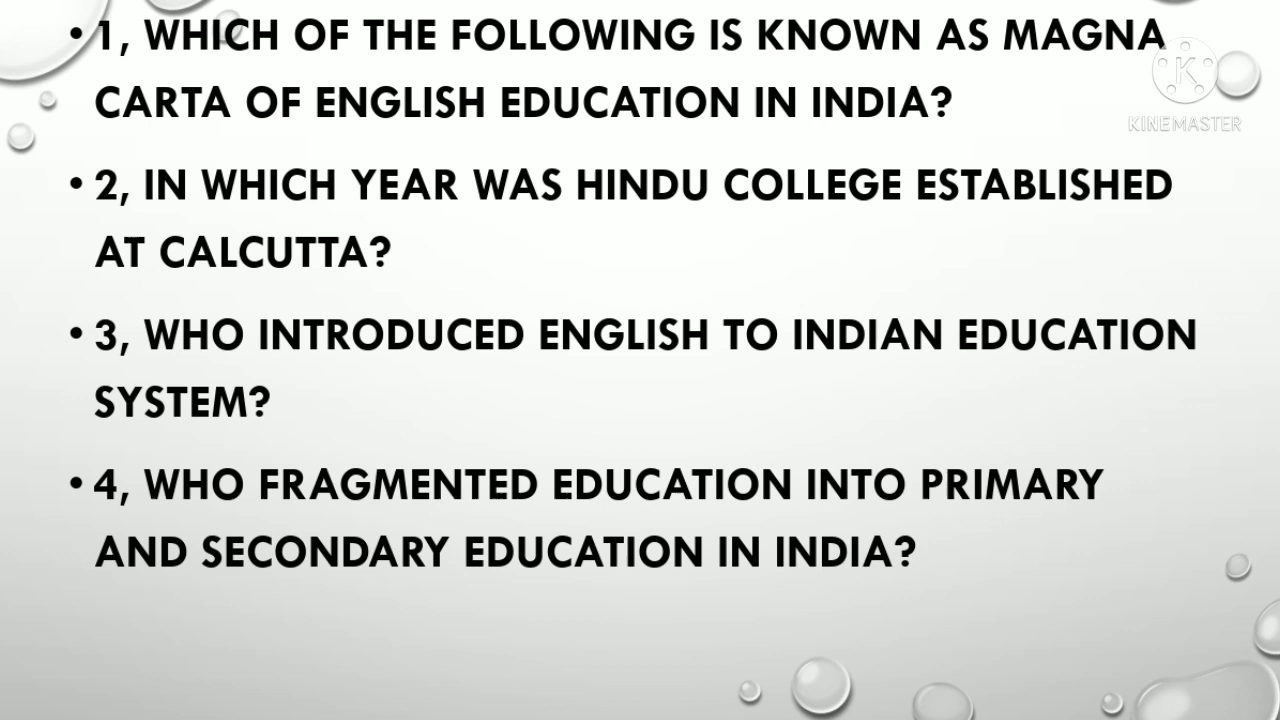 • 1, WHICH OF THE FOLLOWING IS KNOWN AS MAGNA
CARTA OF ENGLISH EDUCATION IN INDIA?
• 2, IN WHICH YEAR WAS HINDU COLLEGE ESTABLISHED
AT CALCUTTA?
• 3, WHO INTRODUCED ENGLISH TO INDIAN EDUCATION
SYSTEM?
• 4, WHO FRAGMENTED EDUCATION INTO PRIMARY
AND SECONDARY EDUCATION IN INDIA?
K
KINEMASTER